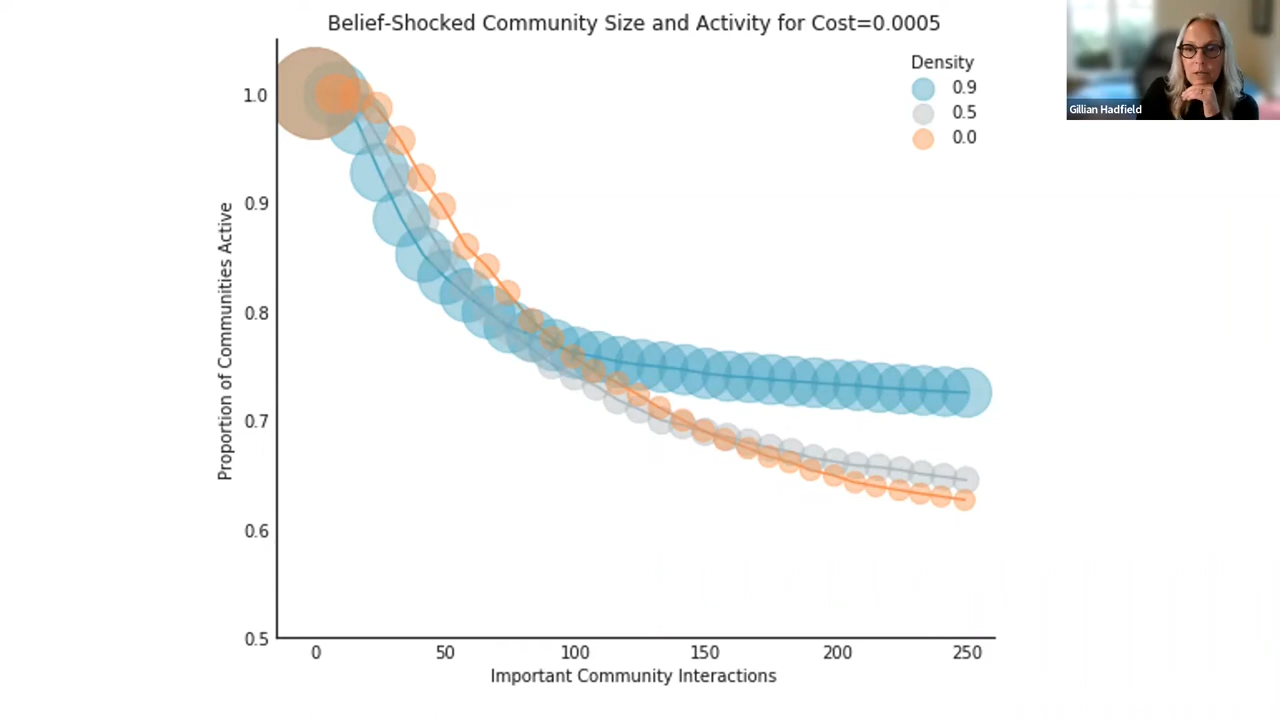 Belief-Shocked Community Size and Activity for Cost=0.0005
Gillian Hadfield
Density
0.9
0.5
0.0
Proportion of Communities Active
1.0
0.9
0.8
0.7
0.6
0.5
0 50 100 150 200 250
Important Community Interactions